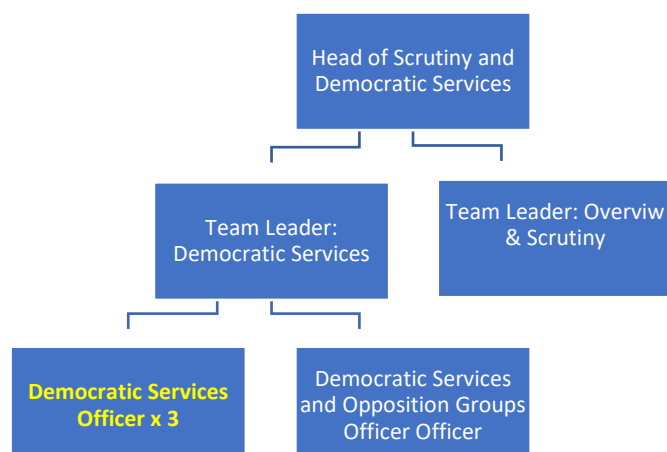 Head of Scrutiny and
Democratic Services
Team Leader:
Democratic Services
Team Leader: Overviw
& Scrutiny
Democratic Services
Officer x 3
Democratic Services
and Opposition Groups
Officer Officer